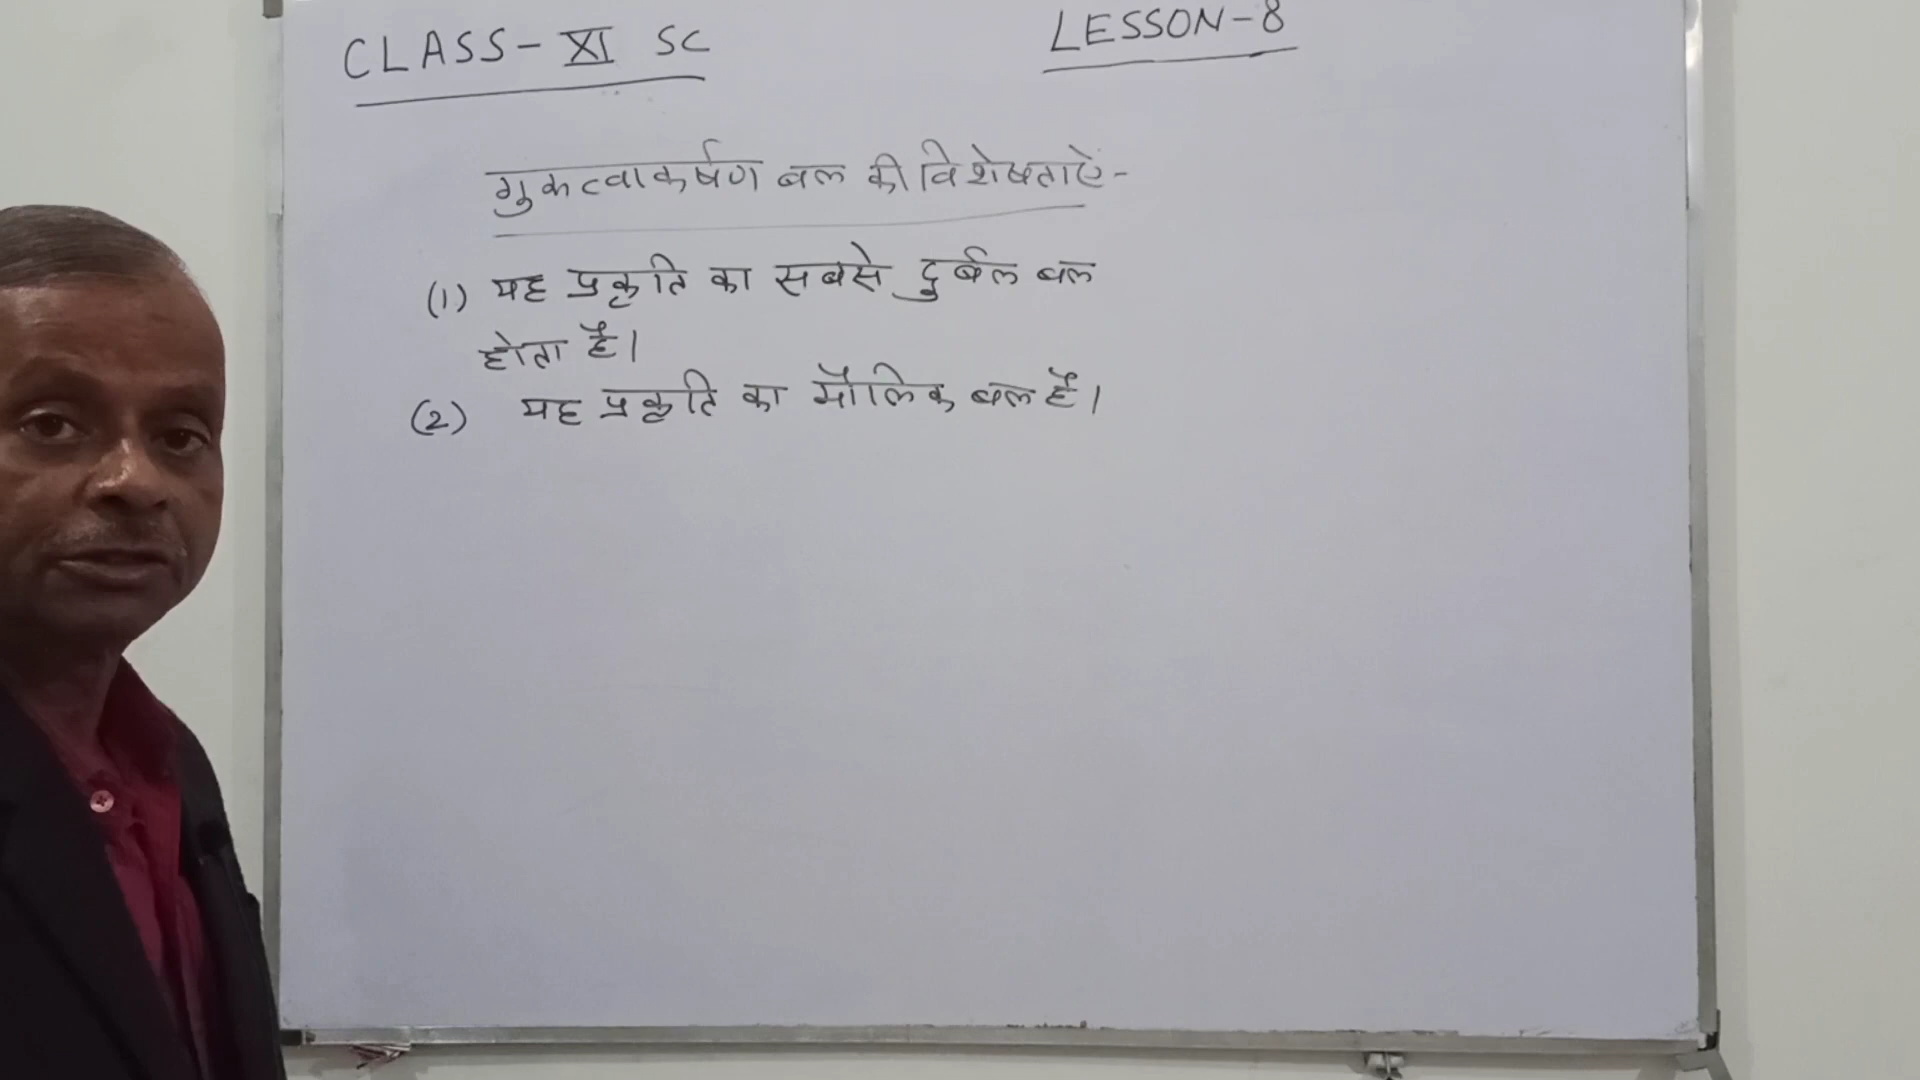 CLASS- XI SC
LESSON-8
गुरूत्वाकर्षण बल की विशेषताऐं-
(1) यह प्रकृति का सबसे दुर्बल बल
होता है।
(2) यह प्रकृति का मौलिक बल है।